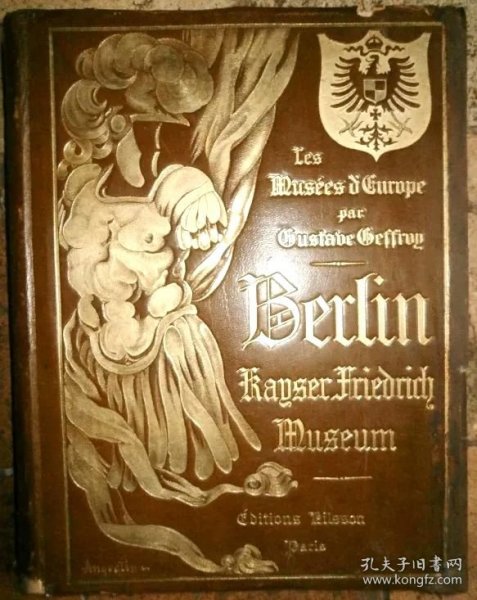 Les
Musées d'Europe
par
Gustave Geffroy
Berlin
Kayser Friedrich
Museum
Éditions Nilsson
Paris
孔夫子旧书网
www.kongfz.com